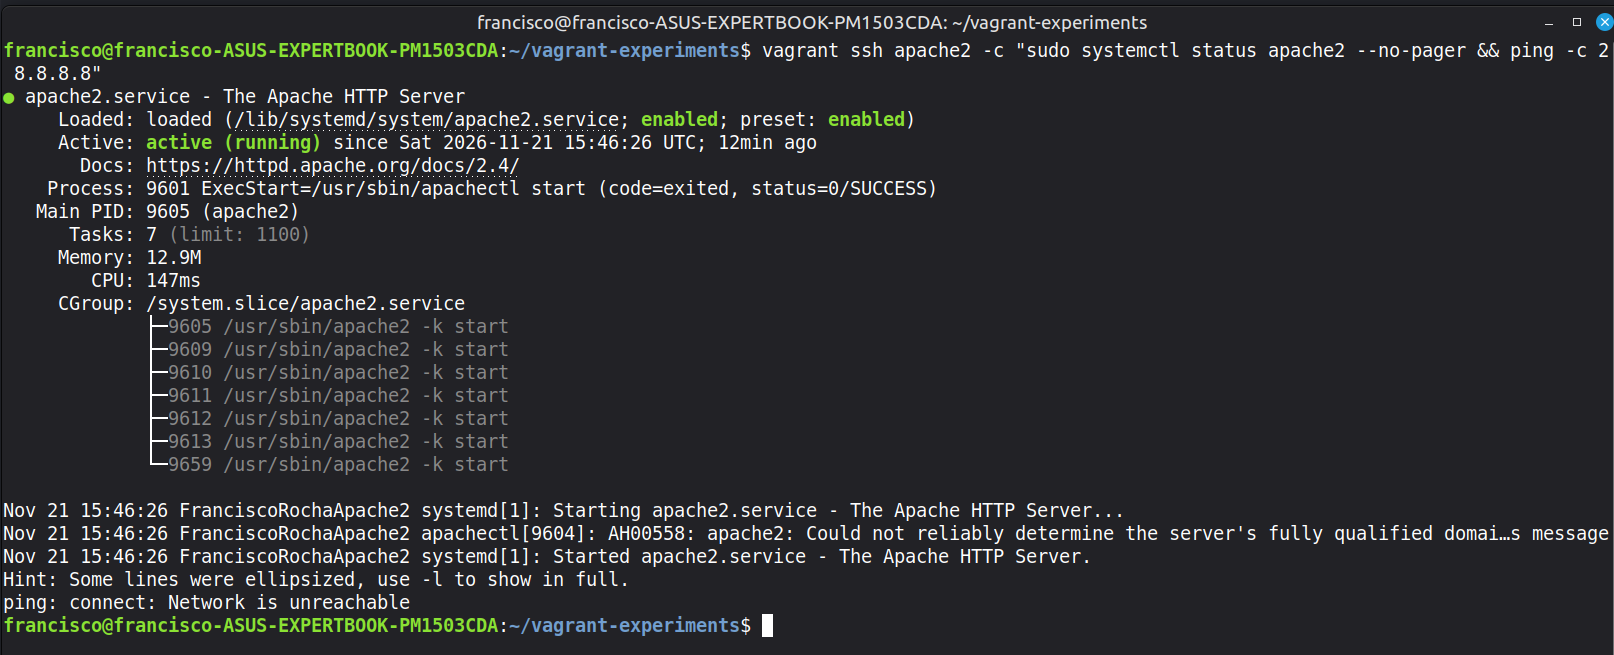 francisco@francisco-ASUS-EXPERTBOOK-PM1503CDA: ~/vagrant-experiments
francisco@francisco-ASUS-EXPERTBOOK-PM1503CDA:~/vagrant-experiments$ vagrant ssh apache2 -c "sudo systemctl status apache2 --no-pager && ping -c 2
 8.8.8.8"
● apache2.service - The Apache HTTP Server
     Loaded: loaded (/lib/systemd/system/apache2.service; enabled; preset: enabled)
     Active: active (running) since Sat 2026-11-21 15:46:26 UTC; 12min ago
       Docs: https://httpd.apache.org/docs/2.4/
    Process: 9601 ExecStart=/usr/sbin/apachectl start (code=exited, status=0/SUCCESS)
   Main PID: 9605 (apache2)
      Tasks: 7 (limit: 1100)
     Memory: 12.9M
        CPU: 147ms
     CGroup: /system.slice/apache2.service
             ├─9605 /usr/sbin/apache2 -k start
             ├─9609 /usr/sbin/apache2 -k start
             ├─9610 /usr/sbin/apache2 -k start
             ├─9611 /usr/sbin/apache2 -k start
             ├─9612 /usr/sbin/apache2 -k start
             ├─9613 /usr/sbin/apache2 -k start
             └─9659 /usr/sbin/apache2 -k start
Nov 21 15:46:26 FranciscoRochaApache2 systemd[1]: Starting apache2.service - The Apache HTTP Server...
Nov 21 15:46:26 FranciscoRochaApache2 apachectl[9604]: AH00558: apache2: Could not reliably determine the server's fully qualified domai…s message
Nov 21 15:46:26 FranciscoRochaApache2 systemd[1]: Started apache2.service - The Apache HTTP Server.
Hint: Some lines were ellipsized, use -l to show in full.
ping: connect: Network is unreachable
francisco@francisco-ASUS-EXPERTBOOK-PM1503CDA:~/vagrant-experiments$